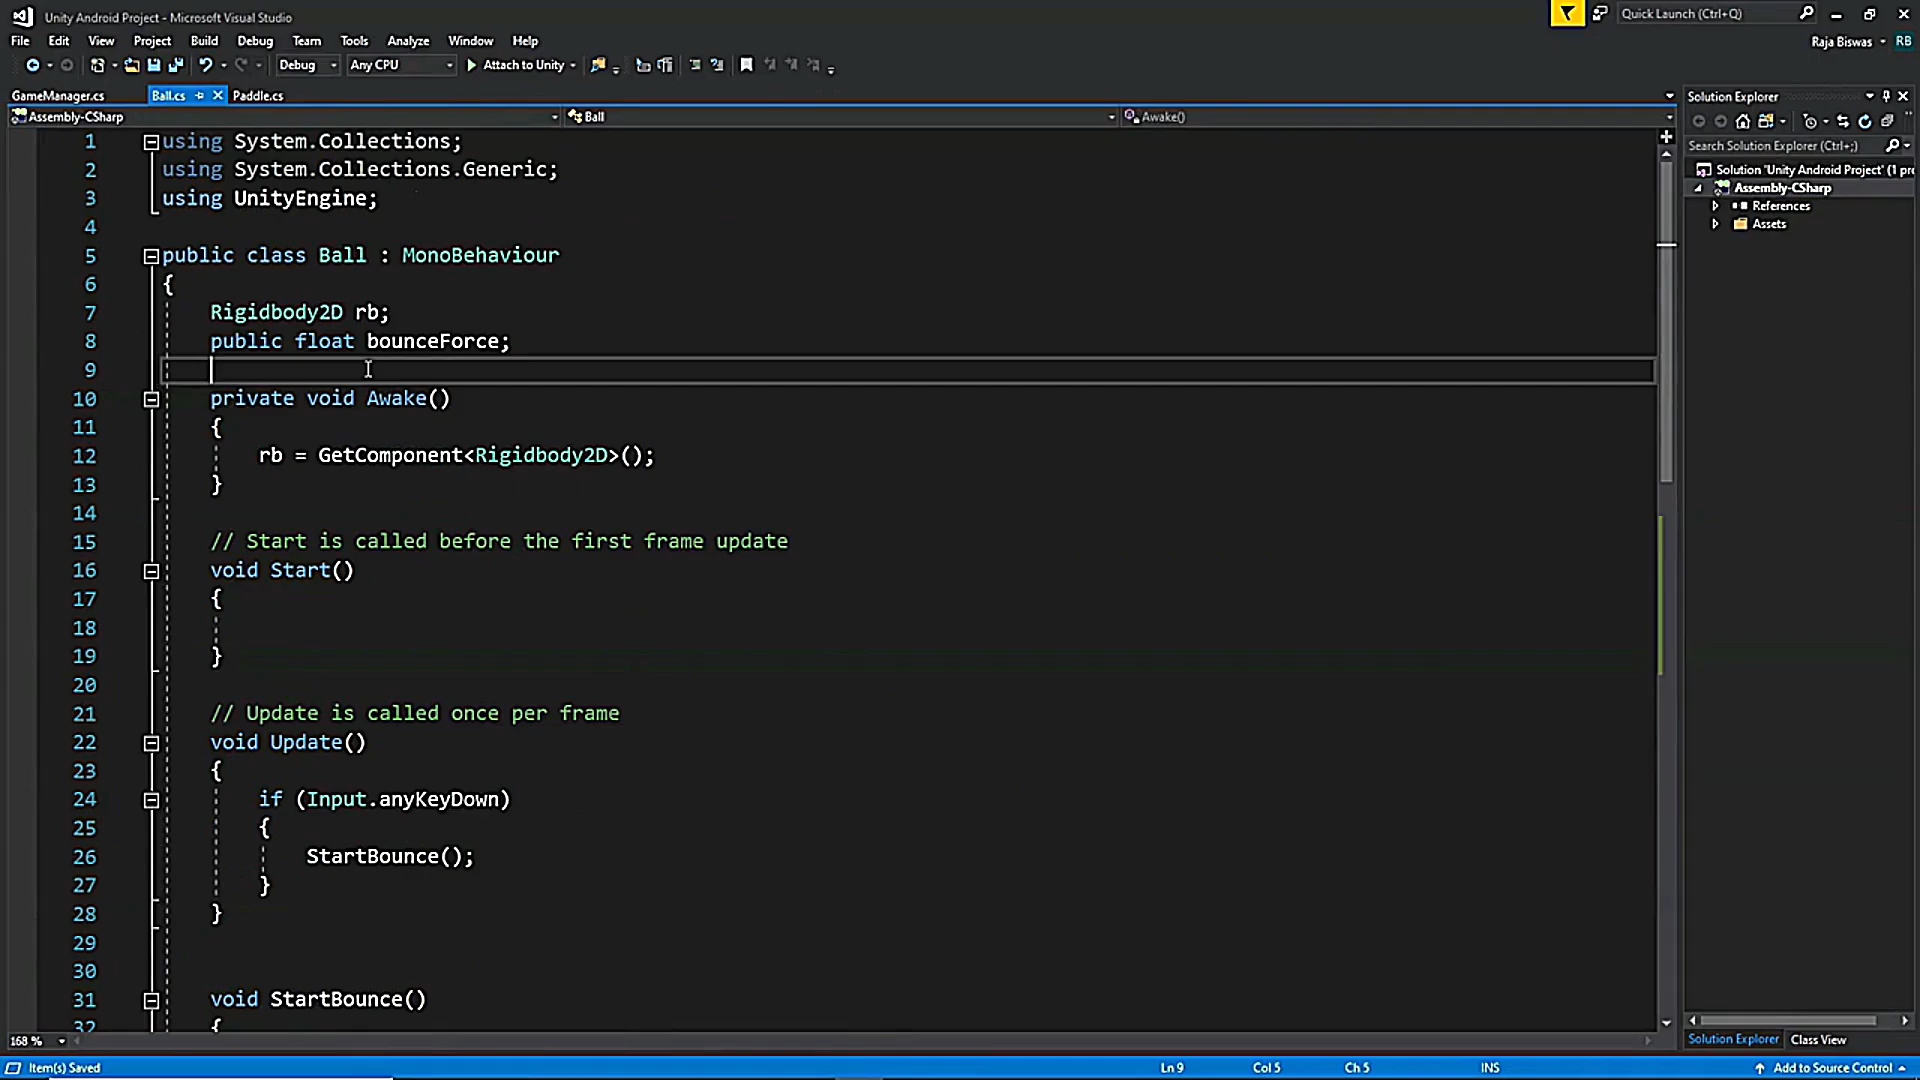 Unity Android Project - Microsoft Visual Studio
Quick Launch (Ctrl+Q)
File Edit View Project Build Debug Team Tools Analyze Window Help
Raja Biswas RB
Debug Any CPU Attach to Unity
GameManager.cs Ball.cs Paddle.cs
Assembly-CSharp Ball Awake()
1 using System.Collections;
2 using System.Collections.Generic;
3 using UnityEngine;
4
5 public class Ball : MonoBehaviour
6 {
7 Rigidbody2D rb;
8 public float bounceForce;
9
10 private void Awake()
11 {
12 rb = GetComponent<Rigidbody2D>();
13 }
14
15 // Start is called before the first frame update
16 void Start()
17 {
18
19 }
20
21 // Update is called once per frame
22 void Update()
23 {
24 if (Input.anyKeyDown)
25 {
26 StartBounce();
27 }
28 }
29
30
31 void StartBounce()
32 {
168 %
Solution Explorer
Search Solution Explorer (Ctrl+;)
Solution "Unity Android Project" (1 pro
Assembly-CSharp
References
Assets
Solution Explorer Class View
Item(s) Saved Ln 9 Col 5 Ch 5 INS Add to Source Control